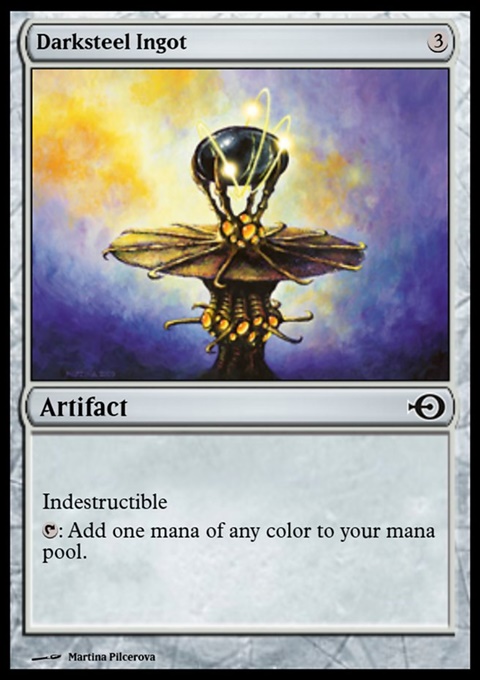 Darksteel Ingot 3
Artifact
Indestructible
: Add one mana of any color to your mana
pool.
Martina Pilcerova